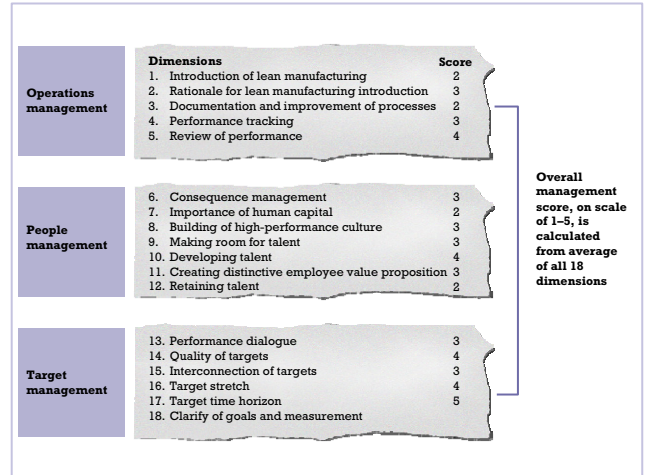 Operations
management
Dimensions Score
1. Introduction of lean manufacturing 2
2. Rationale for lean manufacturing introduction 3
3. Documentation and improvement of processes 2
4. Performance tracking 3
5. Review of performance 4
People
management
6. Consequence management 3
7. Importance of human capital 2
8. Building of high-performance culture 3
9. Making room for talent 3
10. Developing talent 4
11. Creating distinctive employee value proposition 3
12. Retaining talent 2
Target
management
13. Performance dialogue 3
14. Quality of targets 4
15. Interconnection of targets 3
16. Target stretch 4
17. Target time horizon 5
18. Clarify of goals and measurement
Overall
management
score, on scale
of 1–5, is
calculated
from average
of all 18
dimensions